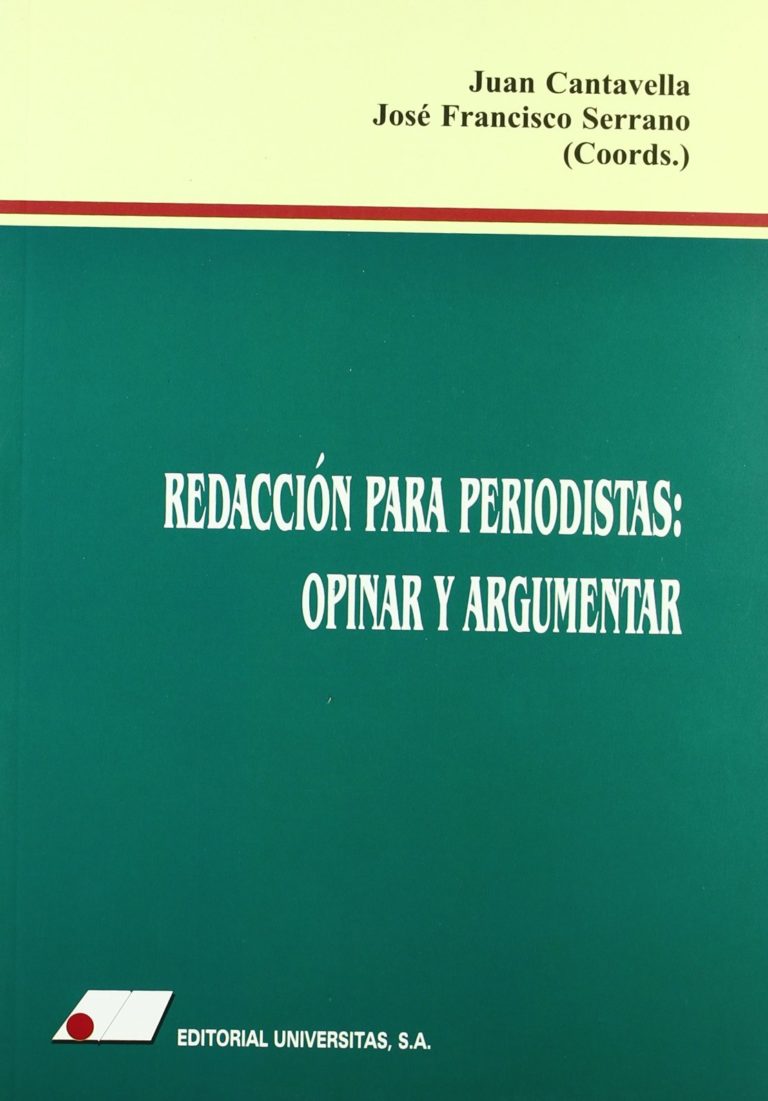 Juan Cantavella
José Francisco Serrano
(Coords.)
REDACCIÓN PARA PERIODISTAS:
OPINAR Y ARGUMENTAR
EDITORIAL UNIVERSITAS, S.A.